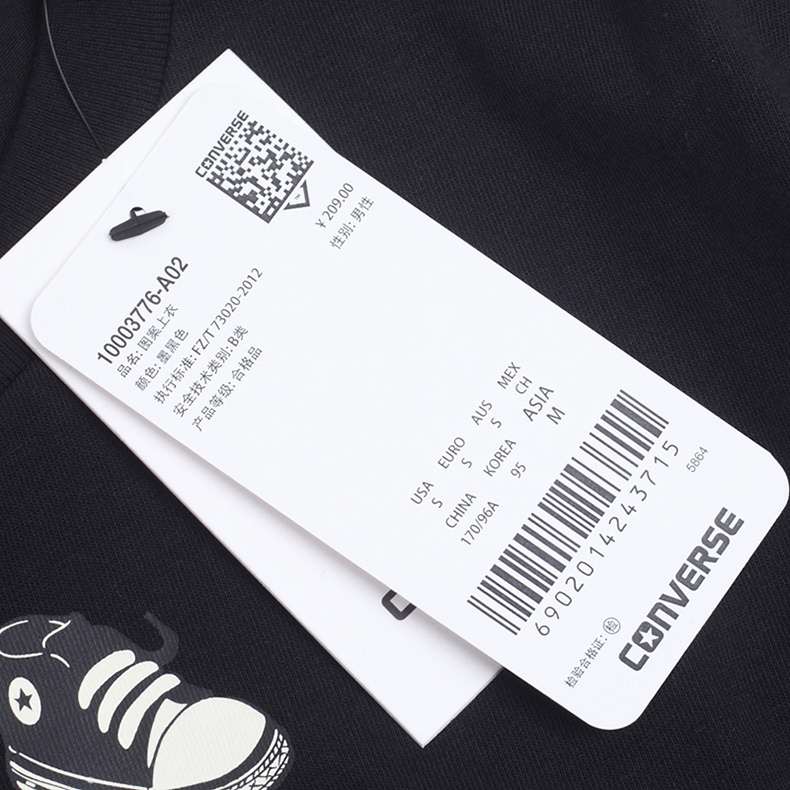 CONVERSE
¥209.00
性别: 男性
10003776-A02
品名: 图案上衣
颜色: 墨黑色
执行标准: FZ/T 73020-2012
安全技术类别: B类
产品等级: 合格品
USA EURO AUS MEX
S S S CH
CHINA KOREA ASIA
170/96A 95 M
6902014243715
5864
检验合格证: 检
CONVERSE